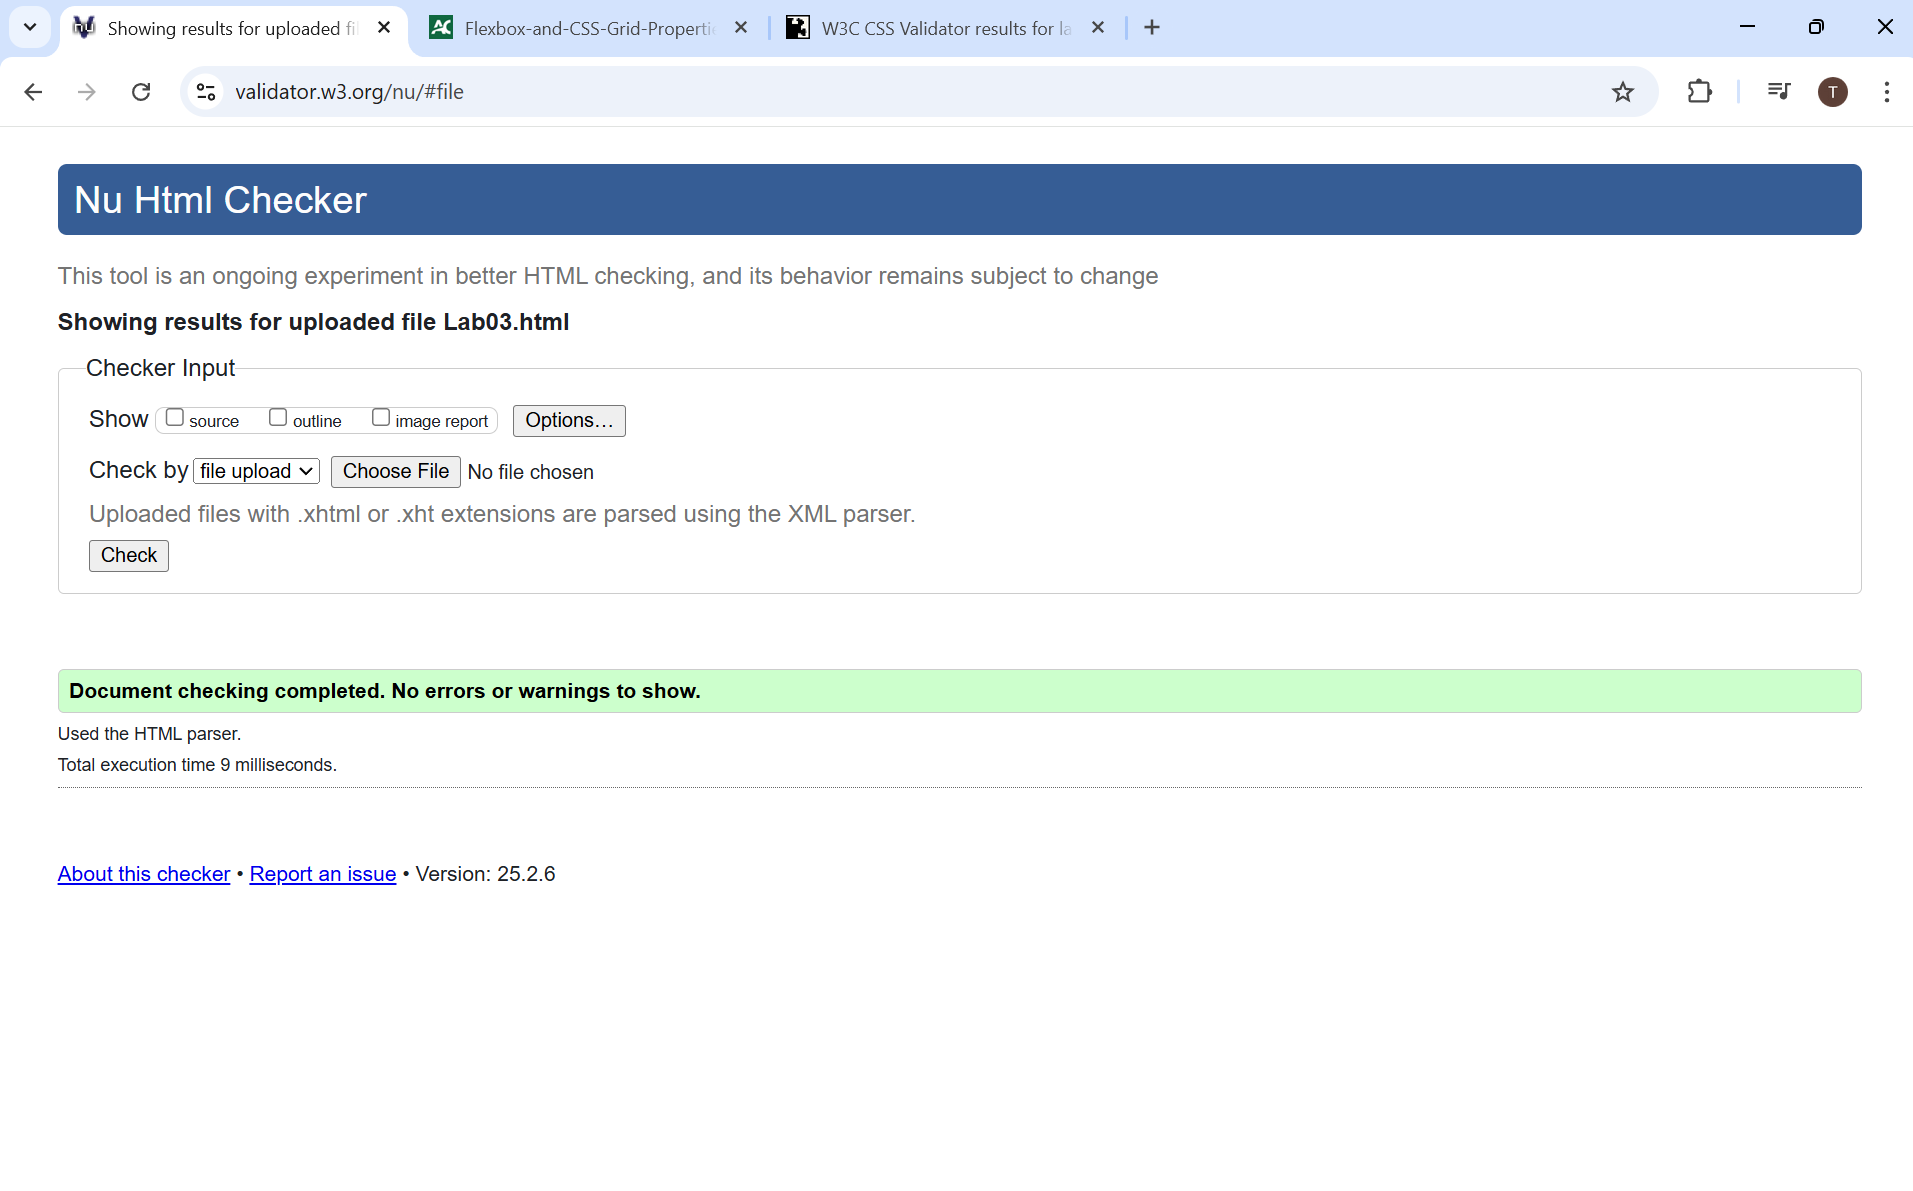 Showing results for uploaded fi
Flexbox-and-CSS-Grid-Properti
W3C CSS Validator results for la
validator.w3.org/nu/#file
T
Nu Html Checker
This tool is an ongoing experiment in better HTML checking, and its behavior remains subject to change
Showing results for uploaded file Lab03.html
Checker Input
Show source outline image report Options…
Check by file upload Choose File No file chosen
Uploaded files with .xhtml or .xht extensions are parsed using the XML parser.
Check
Document checking completed. No errors or warnings to show.
Used the HTML parser.
Total execution time 9 milliseconds.
About this checker • Report an issue • Version: 25.2.6